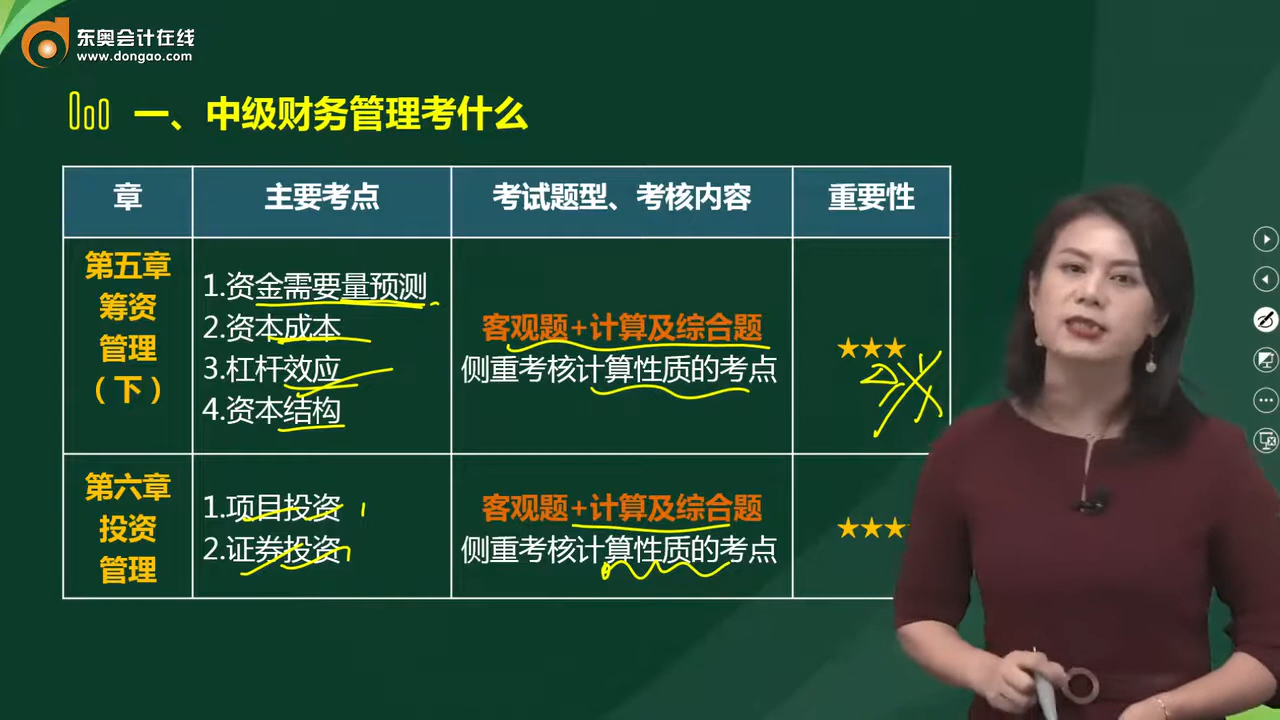 东奥会计在线
www.dongao.com
一、中级财务管理考什么
章
主要考点
考试题型、考核内容
重要性
第五章
筹资
管理
（下）
1.资金需要量预测
2.资本成本
3.杠杆效应
4.资本结构
客观题+计算及综合题
侧重考核计算性质的考点
★★★
第六章
投资
管理
1.项目投资
2.证券投资
客观题+计算及综合题
侧重考核计算性质的考点
★★★